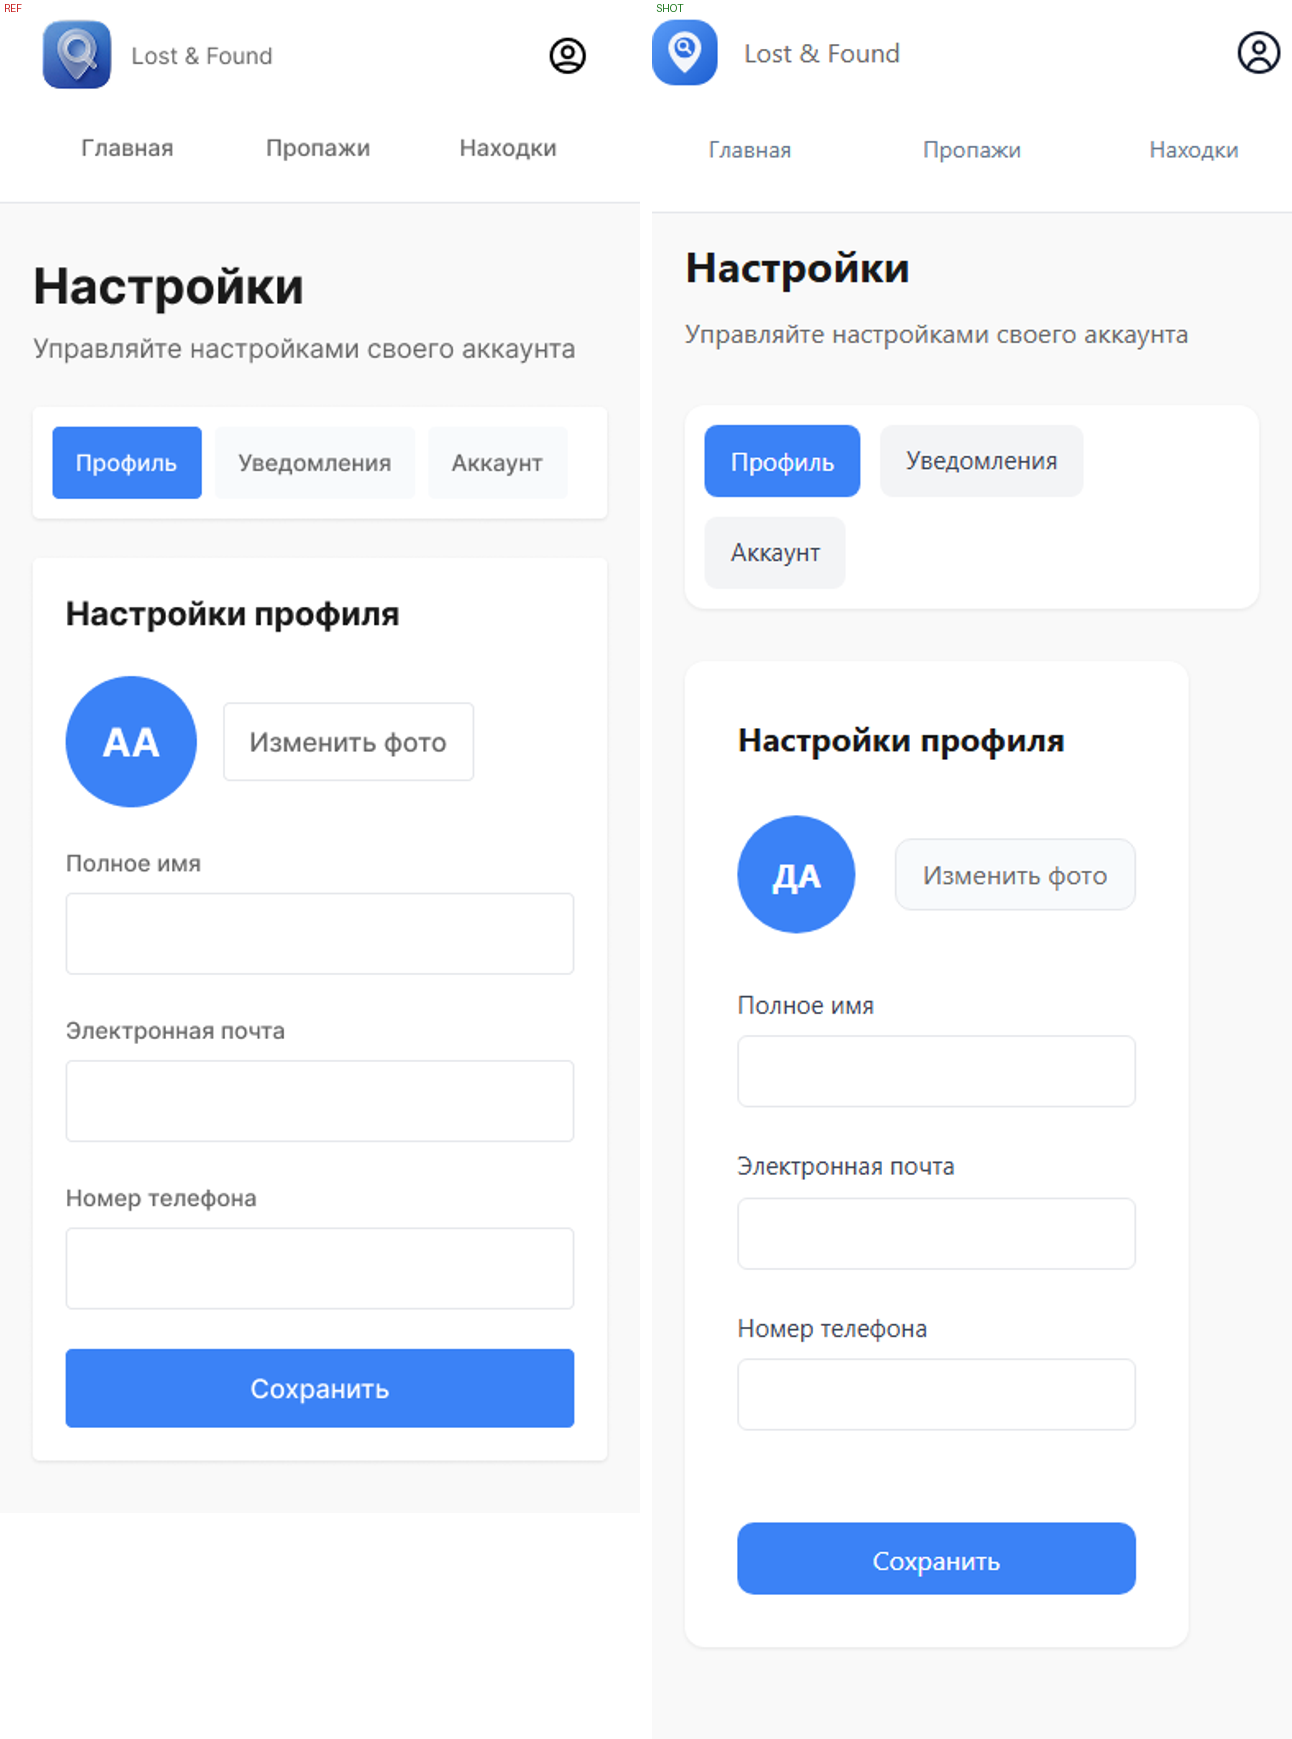 REF
Lost & Found
Главная Пропажи Находки
Настройки
Управляйте настройками своего аккаунта
Профиль Уведомления Аккаунт
Настройки профиля
АА Изменить фото
Полное имя
Электронная почта
Номер телефона
Сохранить
SHOT
Lost & Found
Главная Пропажи Находки
Настройки
Управляйте настройками своего аккаунта
Профиль Уведомления
Аккаунт
Настройки профиля
ДА Изменить фото
Полное имя
Электронная почта
Номер телефона
Сохранить